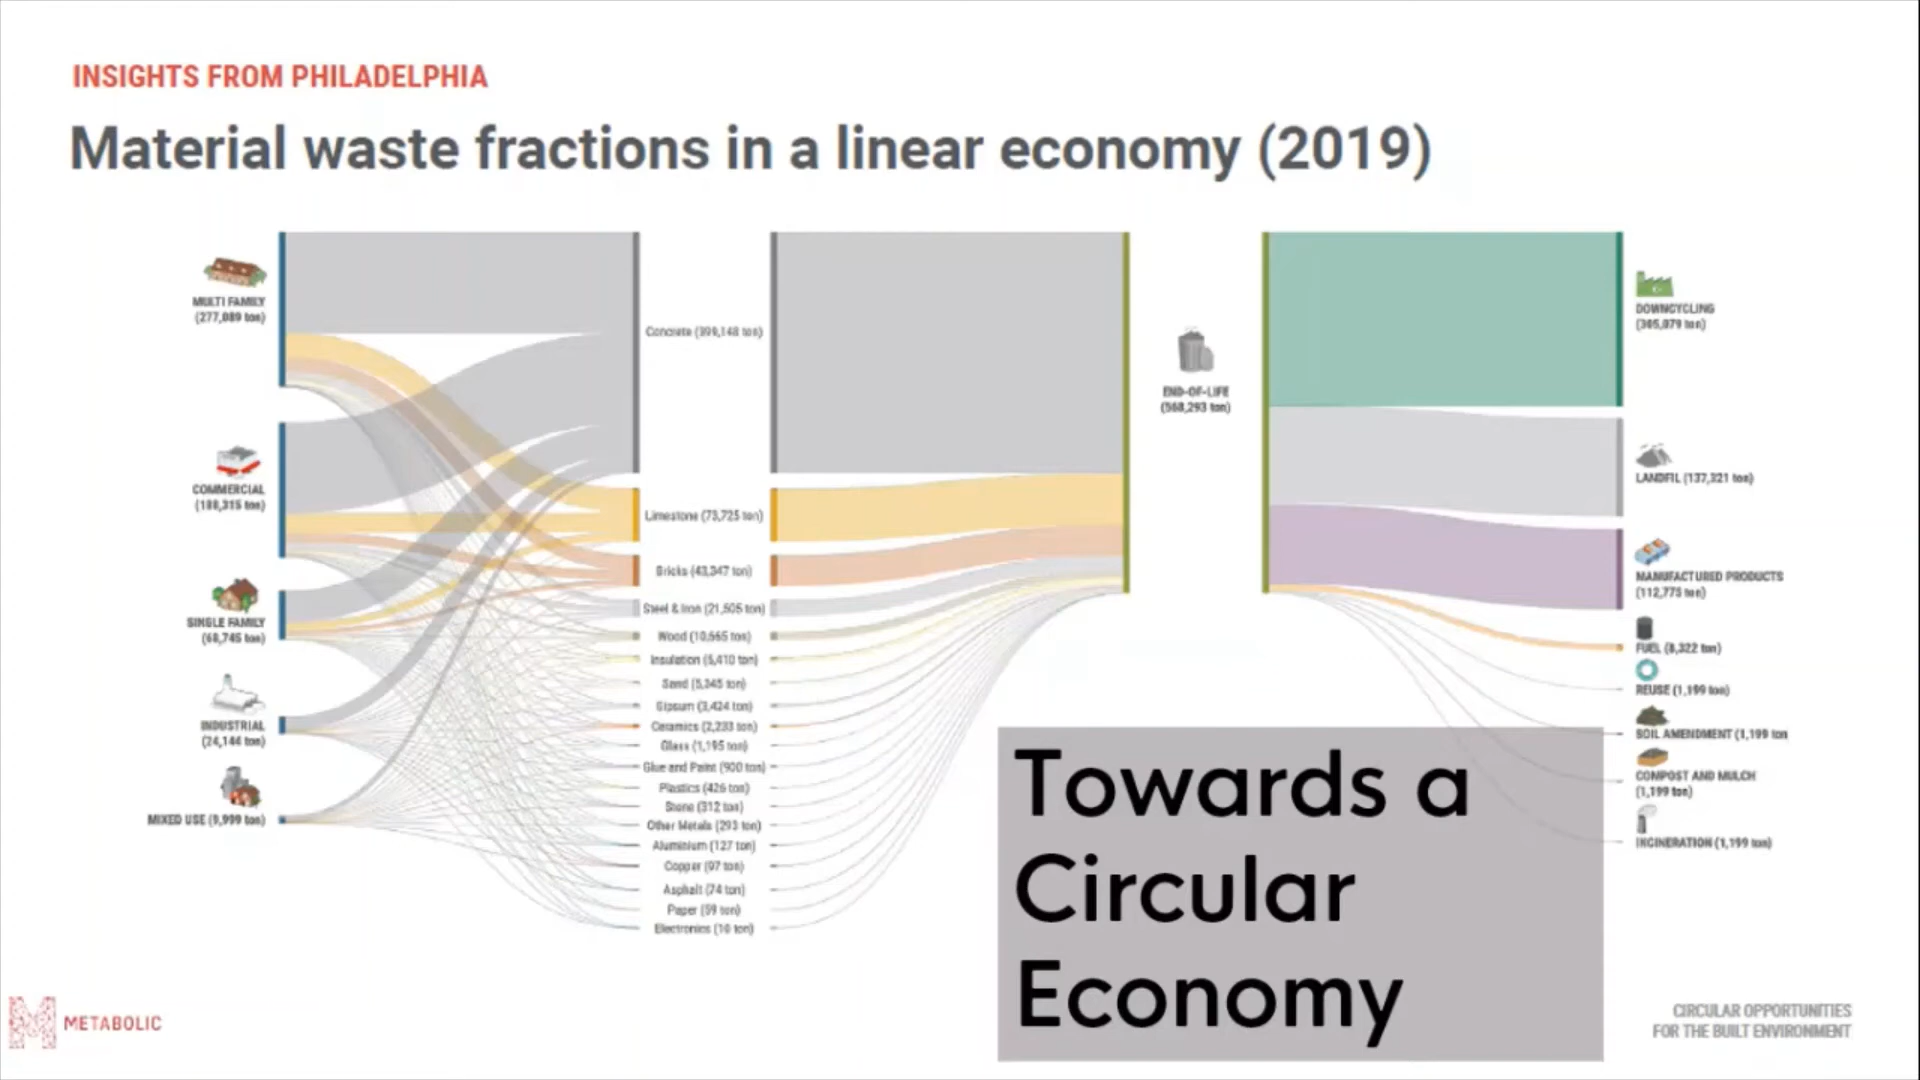 INSIGHTS FROM PHILADELPHIA
Material waste fractions in a linear economy (2019)
MULTI FAMILY
(277,089 ton)
COMMERCIAL
(188,315 ton)
SINGLE FAMILY
(68,745 ton)
INDUSTRIAL
(24,144 ton)
MIXED USE (9,999 ton)
Concrete (399,148 ton)
Limestone (73,725 ton)
Bricks (43,347 ton)
Steel & Iron (21,505 ton)
Wood (10,665 ton)
Insulation (5,410 ton)
Sand (5,345 ton)
Gipsum (3,424 ton)
Ceramics (2,233 ton)
Glass (1,195 ton)
Glue and Paint (900 ton)
Plastics (426 ton)
Stone (312 ton)
Other Metals (293 ton)
Aluminium (127 ton)
Copper (97 ton)
Asphalt (74 ton)
Paper (59 ton)
Electronics (10 ton)
END-OF-LIFE
(568,293 ton)
DOWNCYCLING
(305,079 ton)
LANDFIL (137,321 ton)
MANUFACTURED PRODUCTS
(112,775 ton)
FUEL (8,322 ton)
REUSE (1,199 ton)
SOIL AMENDMENT (1,199 ton
COMPOST AND MULCH
(1,199 ton)
INCINERATION (1,199 ton)
Towards a
Circular
Economy
METABOLIC
CIRCULAR OPPORTUNITIES
FOR THE BUILT ENVIRONMENT